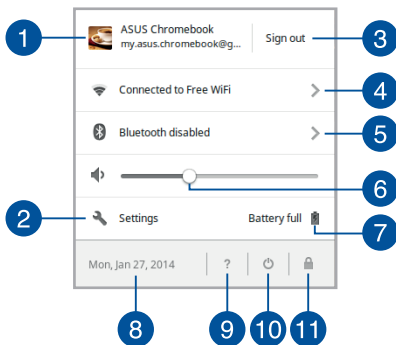 ASUS Chromebook
my.asus.chromebook@g...
Sign out
Connected to Free WiFi
Bluetooth disabled
Settings
Battery full
Mon, Jan 27, 2014
?
1
2
3
4
5
6
7
8
9
10
11